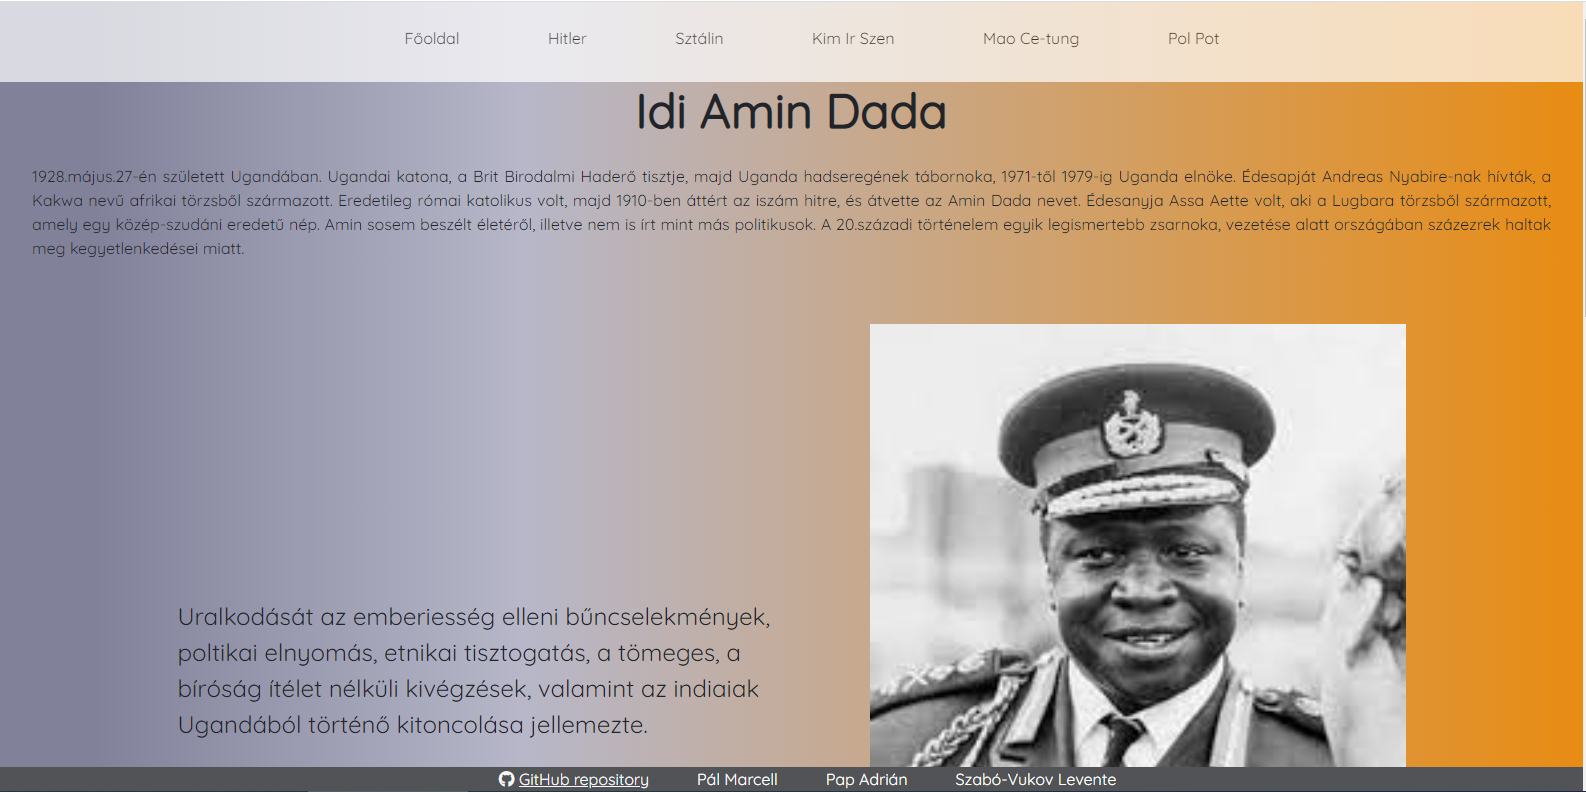 Főoldal Hitler Sztálin Kim Ir Szen Mao Ce-tung Pol Pot
Idi Amin Dada
1928.május.27-én született Ugandában. Ugandai katona, a Brit Birodalmi Haderő tisztje, majd Uganda hadseregének tábornoka, 1971-től 1979-ig Uganda elnöke. Édesapját Andreas Nyabire-nak hívták, a
Kakwa nevű afrikai törzsből származott. Eredetileg római katolikus volt, majd 1910-ben áttért az iszám hitre, és átvette az Amin Dada nevet. Édesanyja Assa Aette volt, aki a Lugbara törzsből származott,
amely egy közép-szudáni eredetű nép. Amin sosem beszélt életéről, illetve nem is írt mint más politikusok. A 20.századi történelem egyik legismertebb zsarnoka, vezetése alatt országában százezrek haltak
meg kegyetlenkedései miatt.
Uralkodását az emberiesség elleni bűncselekmények,
poltikai elnyomás, etnikai tisztogatás, a tömeges, a
bíróság ítélet nélküli kivégzések, valamint az indiaiak
Ugandából történő kitoncolása jellemezte.
GitHub repository Pál Marcell Pap Adrián Szabó-Vukov Levente